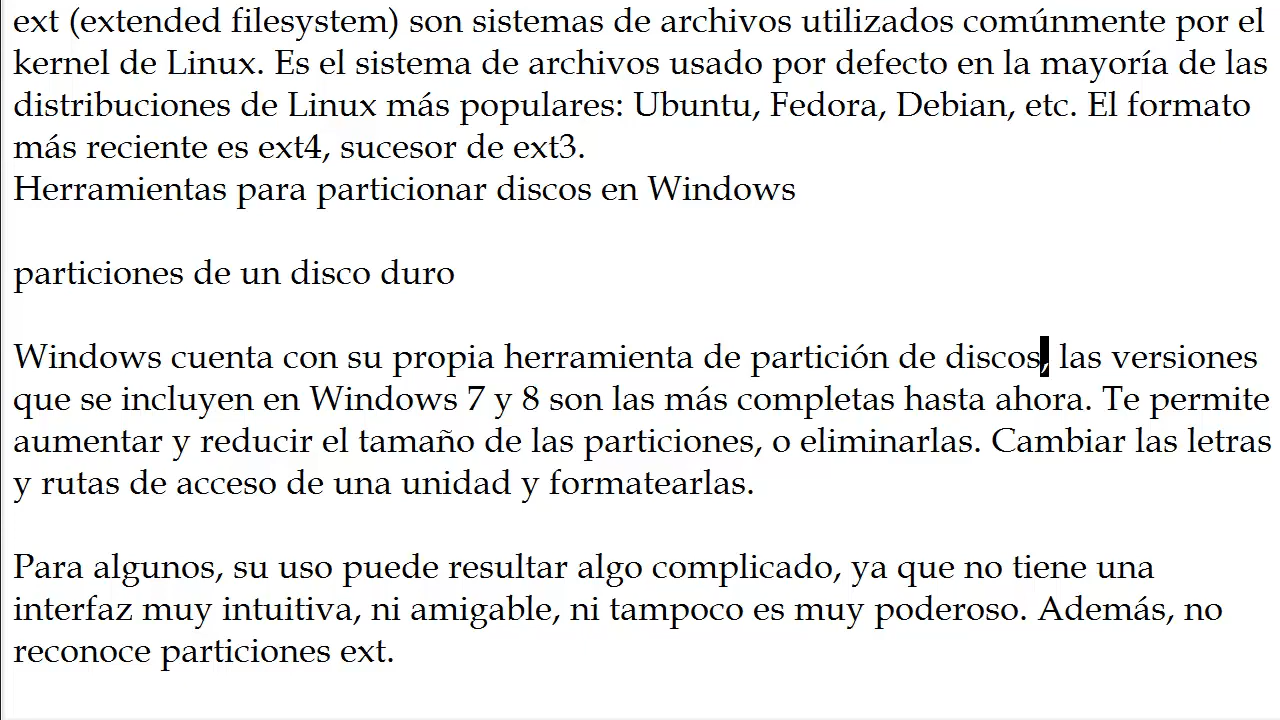 ext (extended filesystem) son sistemas de archivos utilizados comúnmente por el
kernel de Linux. Es el sistema de archivos usado por defecto en la mayoría de las
distribuciones de Linux más populares: Ubuntu, Fedora, Debian, etc. El formato
más reciente es ext4, sucesor de ext3.
Herramientas para particionar discos en Windows
particiones de un disco duro
Windows cuenta con su propia herramienta de partición de discos, las versiones
que se incluyen en Windows 7 y 8 son las más completas hasta ahora. Te permite
aumentar y reducir el tamaño de las particiones, o eliminarlas. Cambiar las letras
y rutas de acceso de una unidad y formatearlas.
Para algunos, su uso puede resultar algo complicado, ya que no tiene una
interfaz muy intuitiva, ni amigable, ni tampoco es muy poderoso. Además, no
reconoce particiones ext.